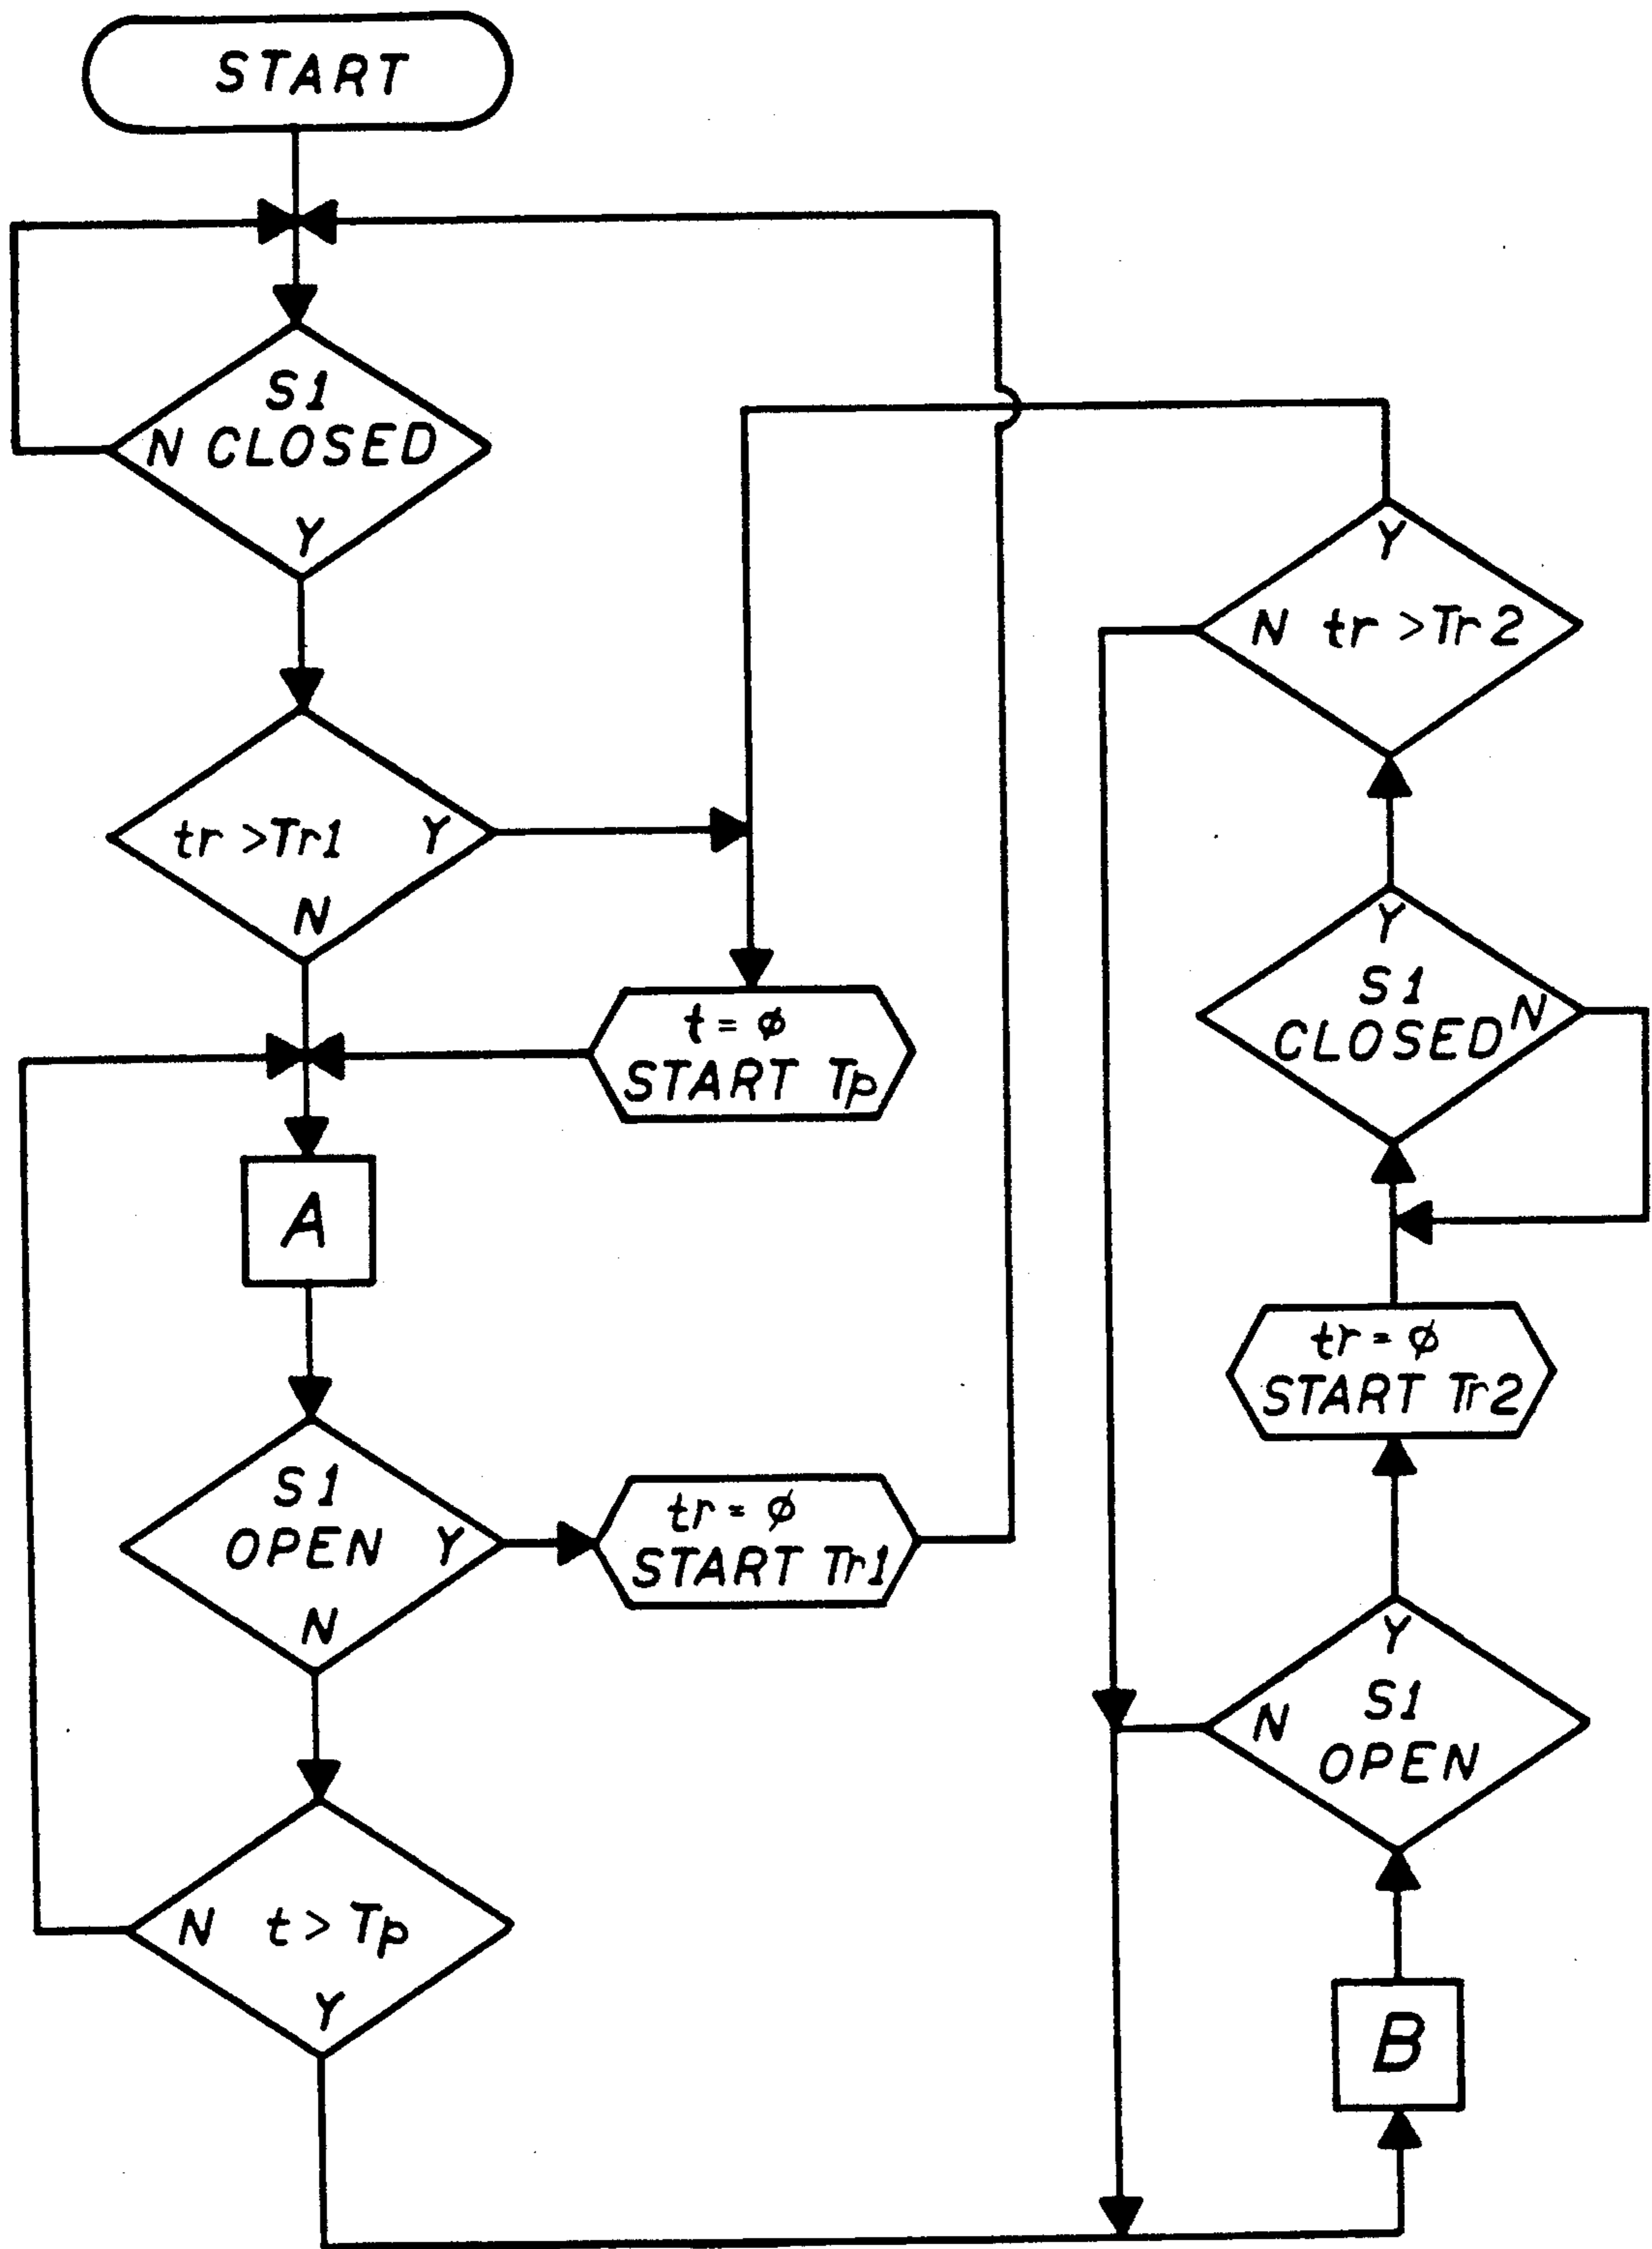 START
S1
N CLOSED
Y
tr >Tr1 Y
N
t = ϕ
START Tp
A
S1
OPEN Y
N
tr = ϕ
START Tr1
N t > Tp
Y
Y
N tr >Tr2
Y
S1
CLOSED N
tr = ϕ
START Tr2
Y
N S1
OPEN
B